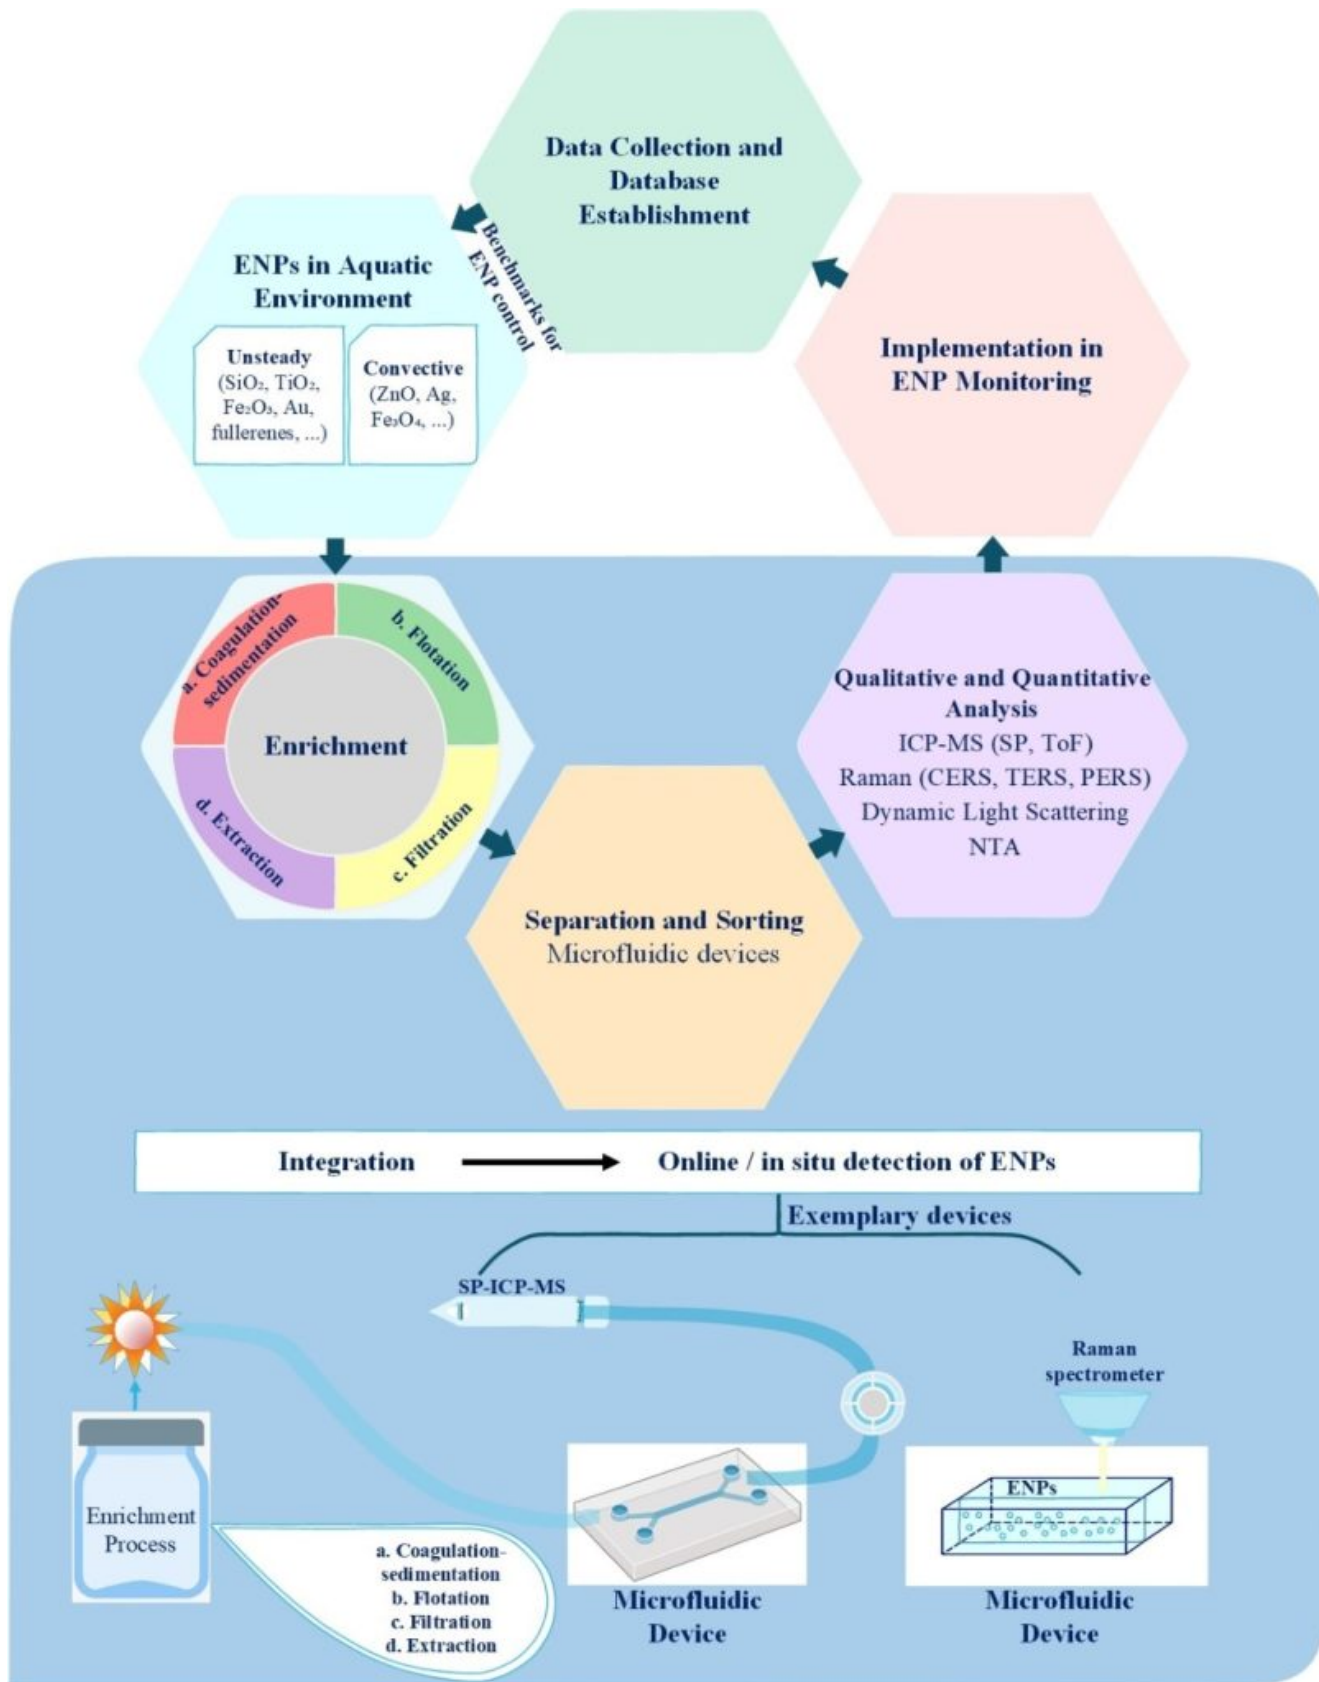 Data Collection and
Database
Establishment
Benchmarks for
ENP control
ENPs in Aquatic
Environment
Unsteady
(SiO₂, TiO₂,
Fe₂O₃, Au,
fullerenes, ...)
Convective
(ZnO, Ag,
Fe₃O₄, ...)
Implementation in
ENP Monitoring
a. Coagulation-
sedimentation
b. Flotation
Enrichment
d. Extraction
c. Filtration
Qualitative and Quantitative
Analysis
ICP-MS (SP, ToF)
Raman (CERS, TERS, PERS)
Dynamic Light Scattering
NTA
Separation and Sorting
Microfluidic devices
Integration
Online / in situ detection of ENPs
Exemplary devices
SP-ICP-MS
Raman
spectrometer
Enrichment
Process
a. Coagulation-
sedimentation
b. Flotation
c. Filtration
d. Extraction
Microfluidic
Device
ENPs
Microfluidic
Device